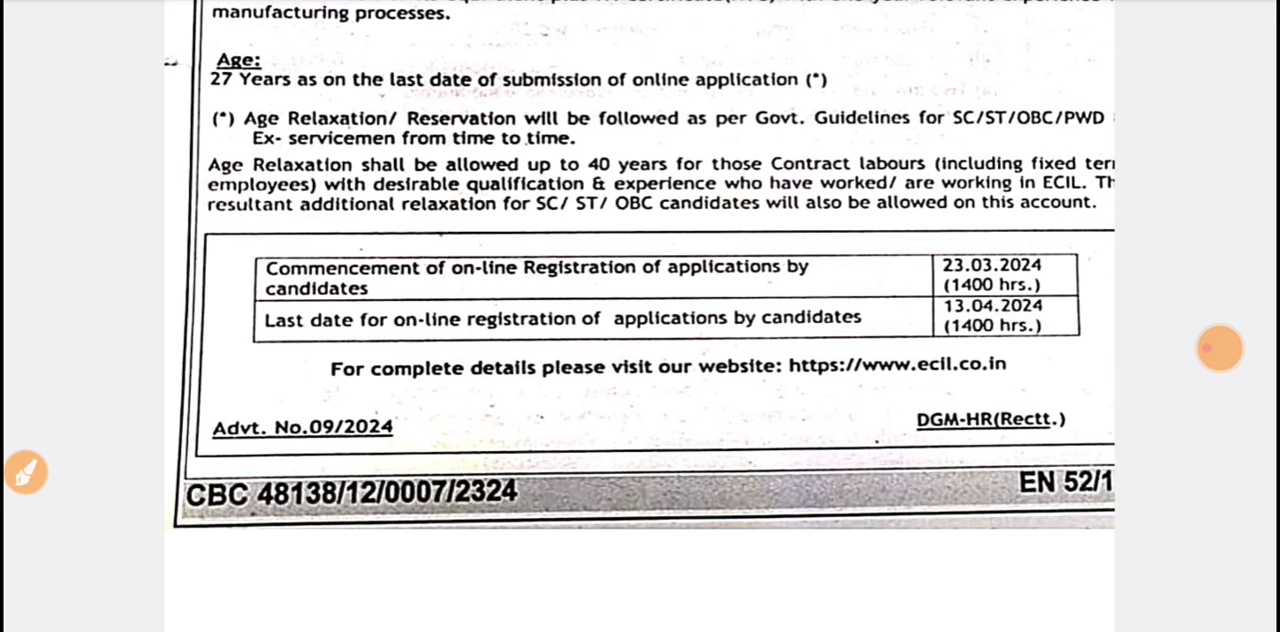 manufacturing processes.
Age:
27 Years as on the last date of submission of online application (*)
(*) Age Relaxation/ Reservation will be followed as per Govt. Guidelines for SC/ST/OBC/PWD
Ex- servicemen from time to time.
Age Relaxation shall be allowed up to 40 years for those Contract labours (including fixed
employees) with desirable qualification & experience who have worked/ are working in ECIL.
resultant additional relaxation for SC/ ST/ OBC candidates will also be allowed on this account.
Commencement of on-line Registration of applications by candidates
23.03.2024
(1400 hrs.)
Last date for on-line registration of applications by candidates
13.04.2024
(1400 hrs.)
For complete details please visit our website: https://www.ecil.co.in
Advt. No.09/2024
DGM-HR(Rectt.)
CBC 48138/12/0007/2324
EN 52/1